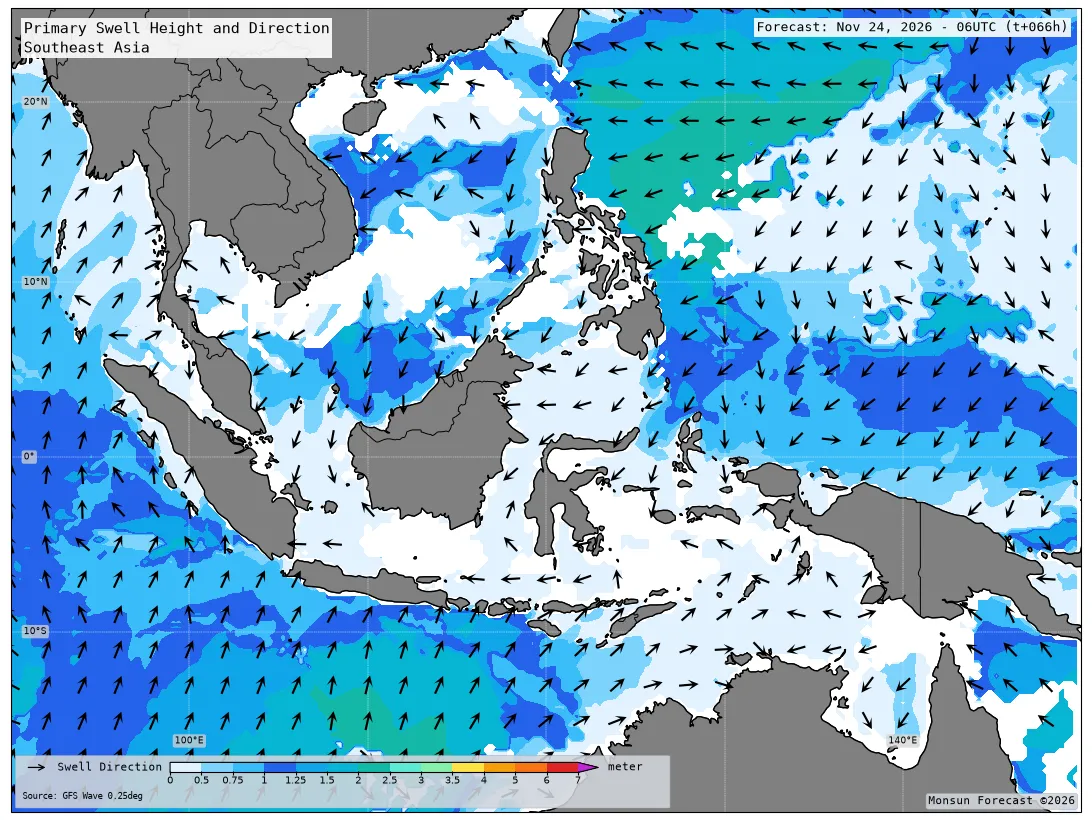 Primary Swell Height and Direction
Southeast Asia
Forecast: Nov 24, 2026 - 06UTC (t+066h)
20°N
10°N
0°
10°S
100°E
140°E
Swell Direction
meter
0 0.5 0.75 1 1.25 1.5 2 2.5 3 3.5 4 5 6 7
Source: GFS Wave 0.25deg
Monsun Forecast ©2026